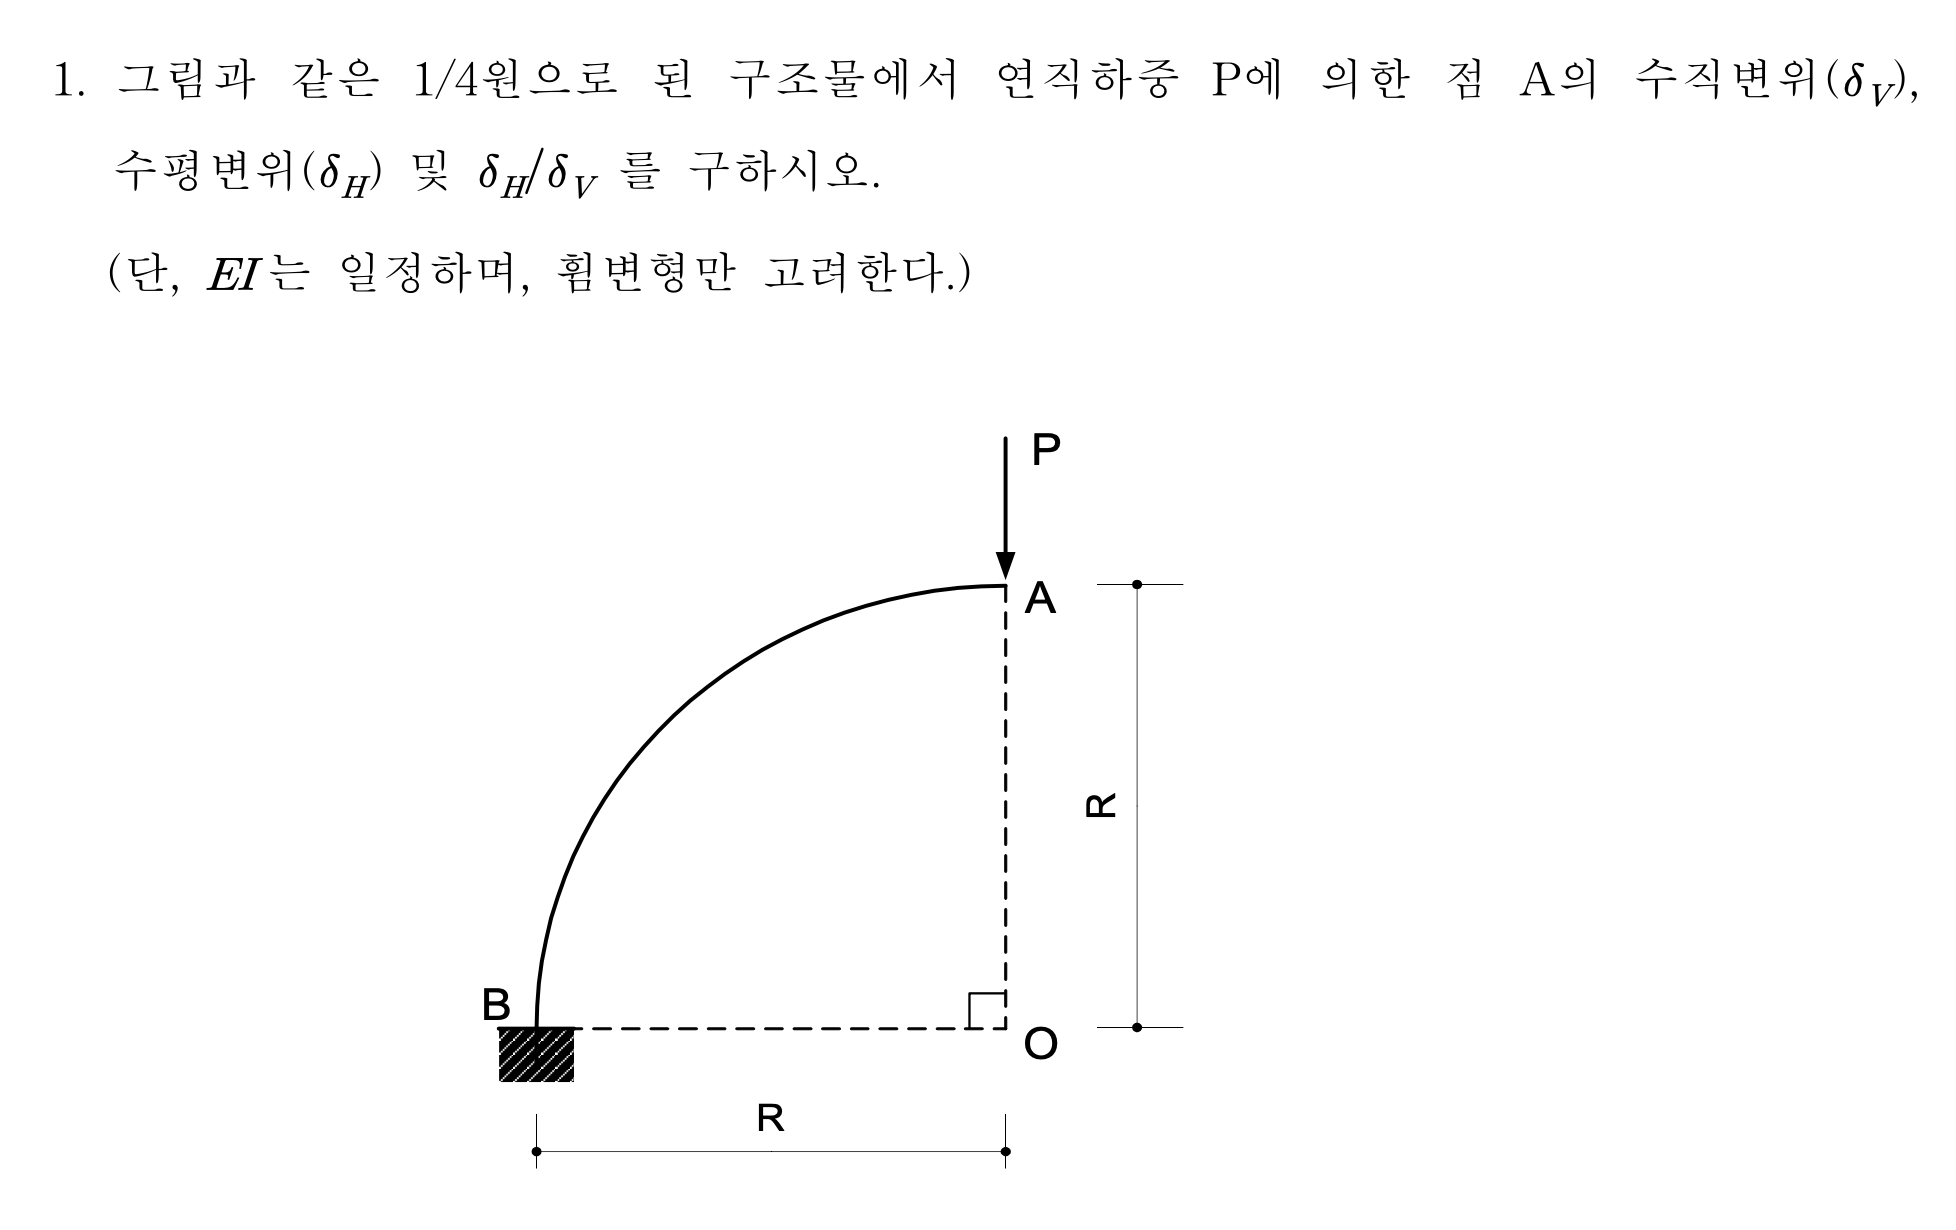 1. 그림과 같은 1/4원으로 된 구조물에서 연직하중 P에 의한 점 A의 수직변위(δ_V),
수평변위(δ_H) 및 δ_H/δ_V 를 구하시오.
(단, EI는 일정하며, 휨변형만 고려한다.)
P
A
R
B
O
R